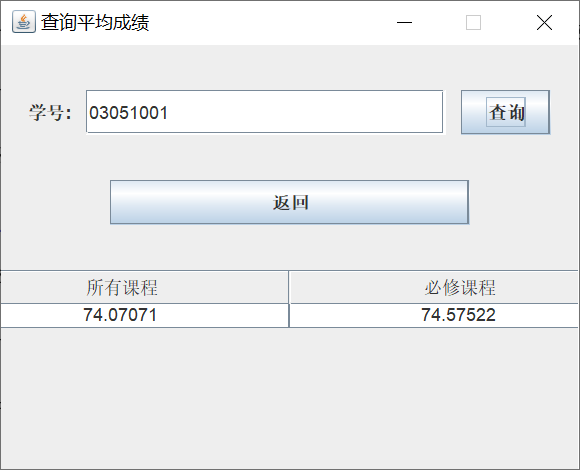 查询平均成绩
学号: 03051001 查询
返回
所有课程 必修课程
74.07071 74.57522